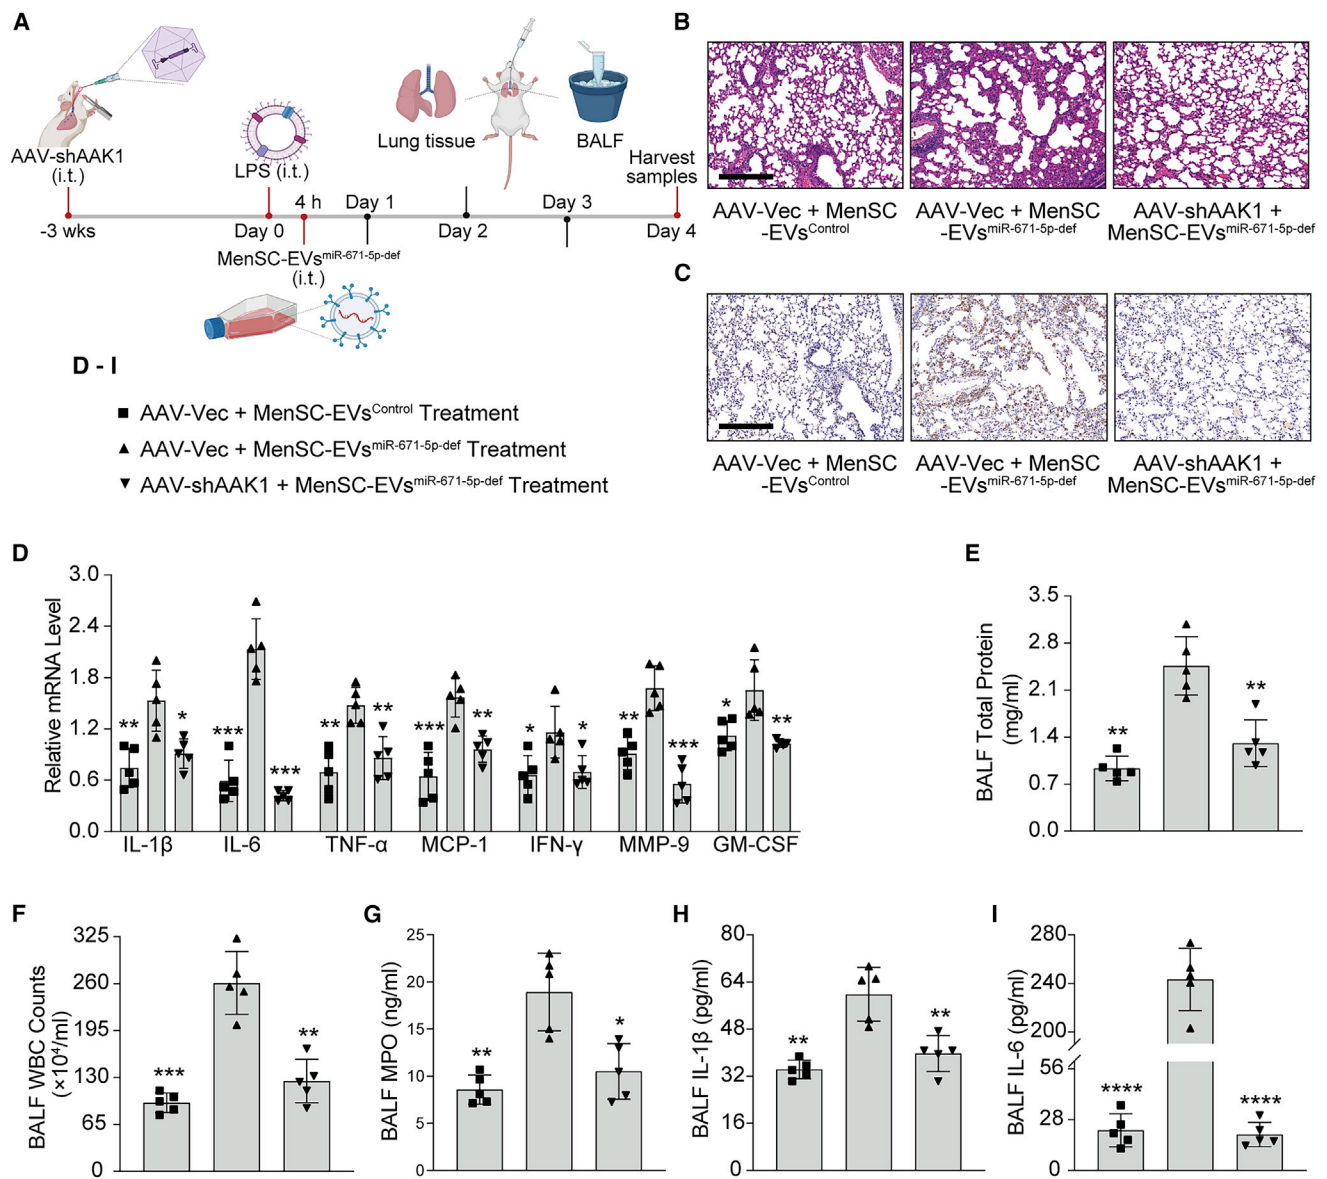 A
AAV-shAAK1
(i.t.)
LPS (i.t.)
Lung tissue
BALF
Harvest
samples
4 h
Day 1
Day 3
-3 wks
Day 0
Day 2
Day 4
MenSC-EVsmiR-671-5p-def
(i.t.)
B
AAV-Vec + MenSC
-EVsControl
AAV-Vec + MenSC
-EVsmiR-671-5p-def
AAV-shAAK1 +
MenSC-EVsmiR-671-5p-def
C
AAV-Vec + MenSC
-EVsControl
AAV-Vec + MenSC
-EVsmiR-671-5p-def
AAV-shAAK1 +
MenSC-EVsmiR-671-5p-def
D - I
■ AAV-Vec + MenSC-EVsControl Treatment
▲ AAV-Vec + MenSC-EVsmiR-671-5p-def Treatment
▼ AAV-shAAK1 + MenSC-EVsmiR-671-5p-def Treatment
D
Relative mRNA Level
3.0
2.4
1.8
1.2
0.6
0.0
** *
*** ***
** **
*** **
* *
** ***
* **
IL-1β IL-6 TNF-α MCP-1 IFN-γ MMP-9 GM-CSF
E
BALF Total Protein
(mg/ml)
3.5
2.8
2.1
1.4
0.7
0.0
** **
F
BALF WBC Counts
(×10⁴/ml)
325
260
195
130
65
0
*** **
G
BALF MPO (ng/ml)
25
20
15
10
5
0
** *
H
BALF IL-1β (pg/ml)
80
64
48
32
16
0
** **
I
BALF IL-6 (pg/ml)
280
240
200
56
28
0
**** ****